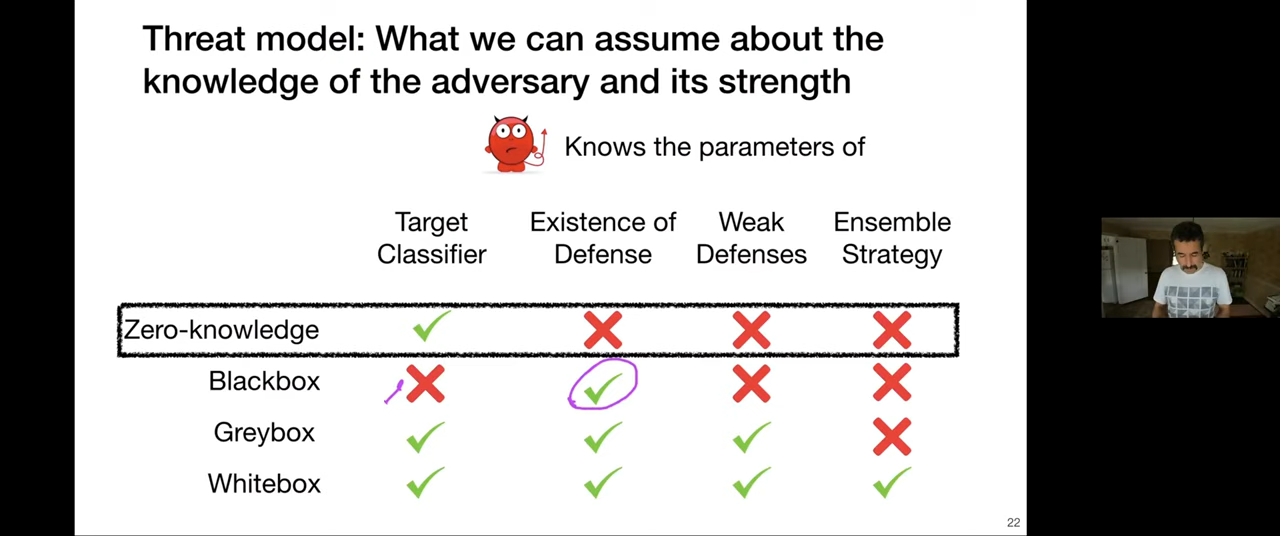 Threat model: What we can assume about the
knowledge of the adversary and its strength
Knows the parameters of
Target Classifier
Existence of Defense
Weak Defenses
Ensemble Strategy
Zero-knowledge
Blackbox
Greybox
Whitebox
22